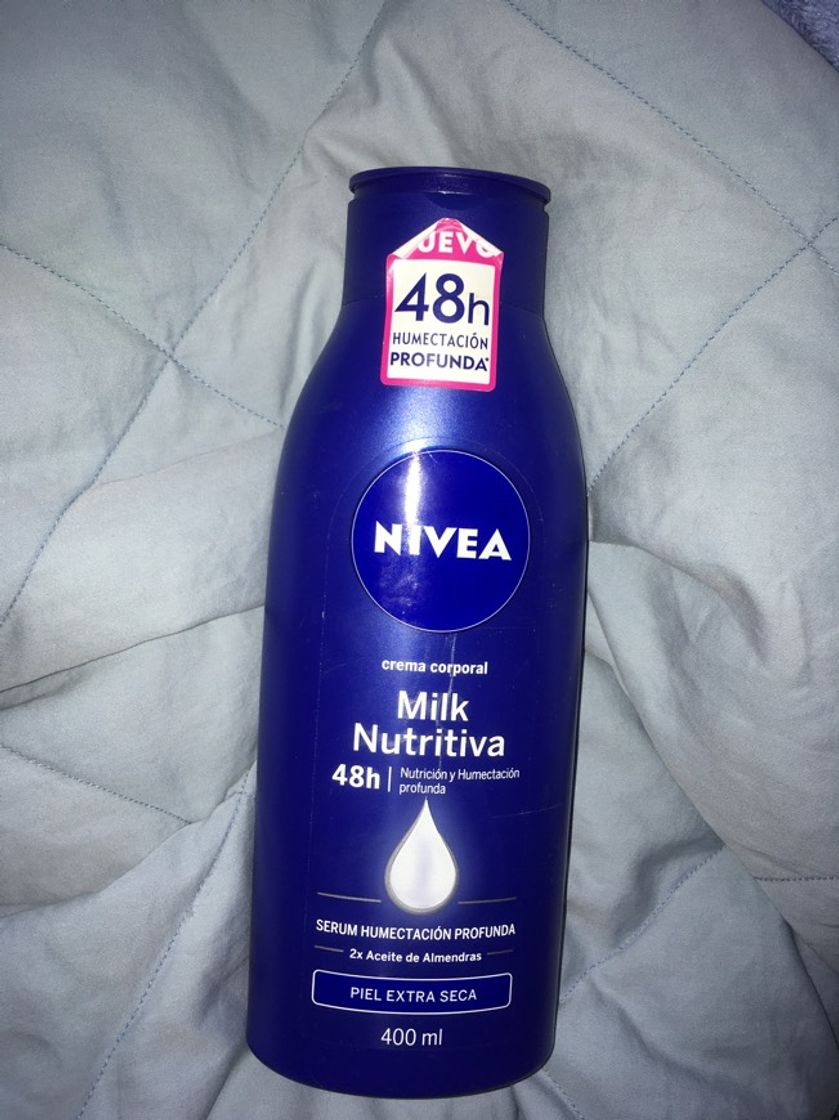 48h
HUMECTACIÓN
PROFUNDA*
NIVEA
crema corporal
Milk
Nutritiva
48h | Nutrición y Humectación
profunda
SERUM HUMECTACIÓN PROFUNDA
2x Aceite de Almendras
PIEL EXTRA SECA
400 ml